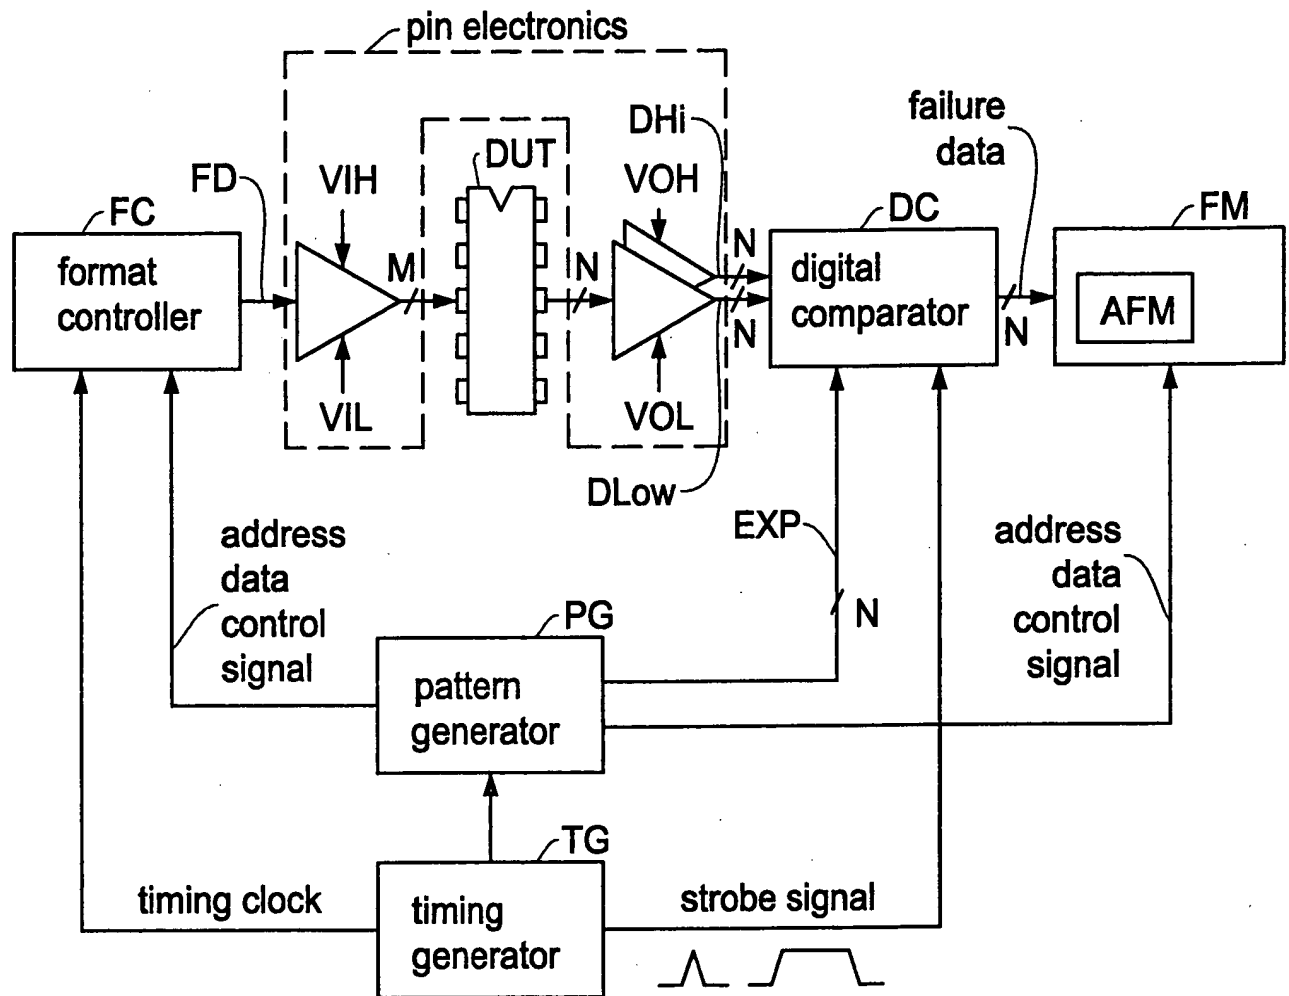 pin electronics
DHi
failure
data
FD
VIH
DUT
VOH
FC
DC
FM
format
controller
M
N
N
N
digital
comparator
N
AFM
VIL
VOL
DLow
EXP
address
data
control
signal
N
address
data
control
signal
PG
pattern
generator
TG
timing clock
timing
generator
strobe signal